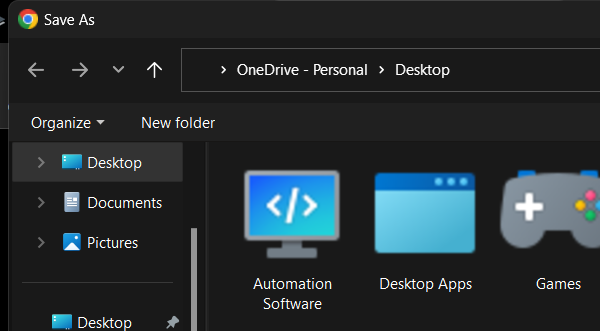 Save As
OneDrive - Personal > Desktop
Organize
New folder
Desktop
Documents
Pictures
Desktop
</>
Automation
Software
Desktop Apps
Games